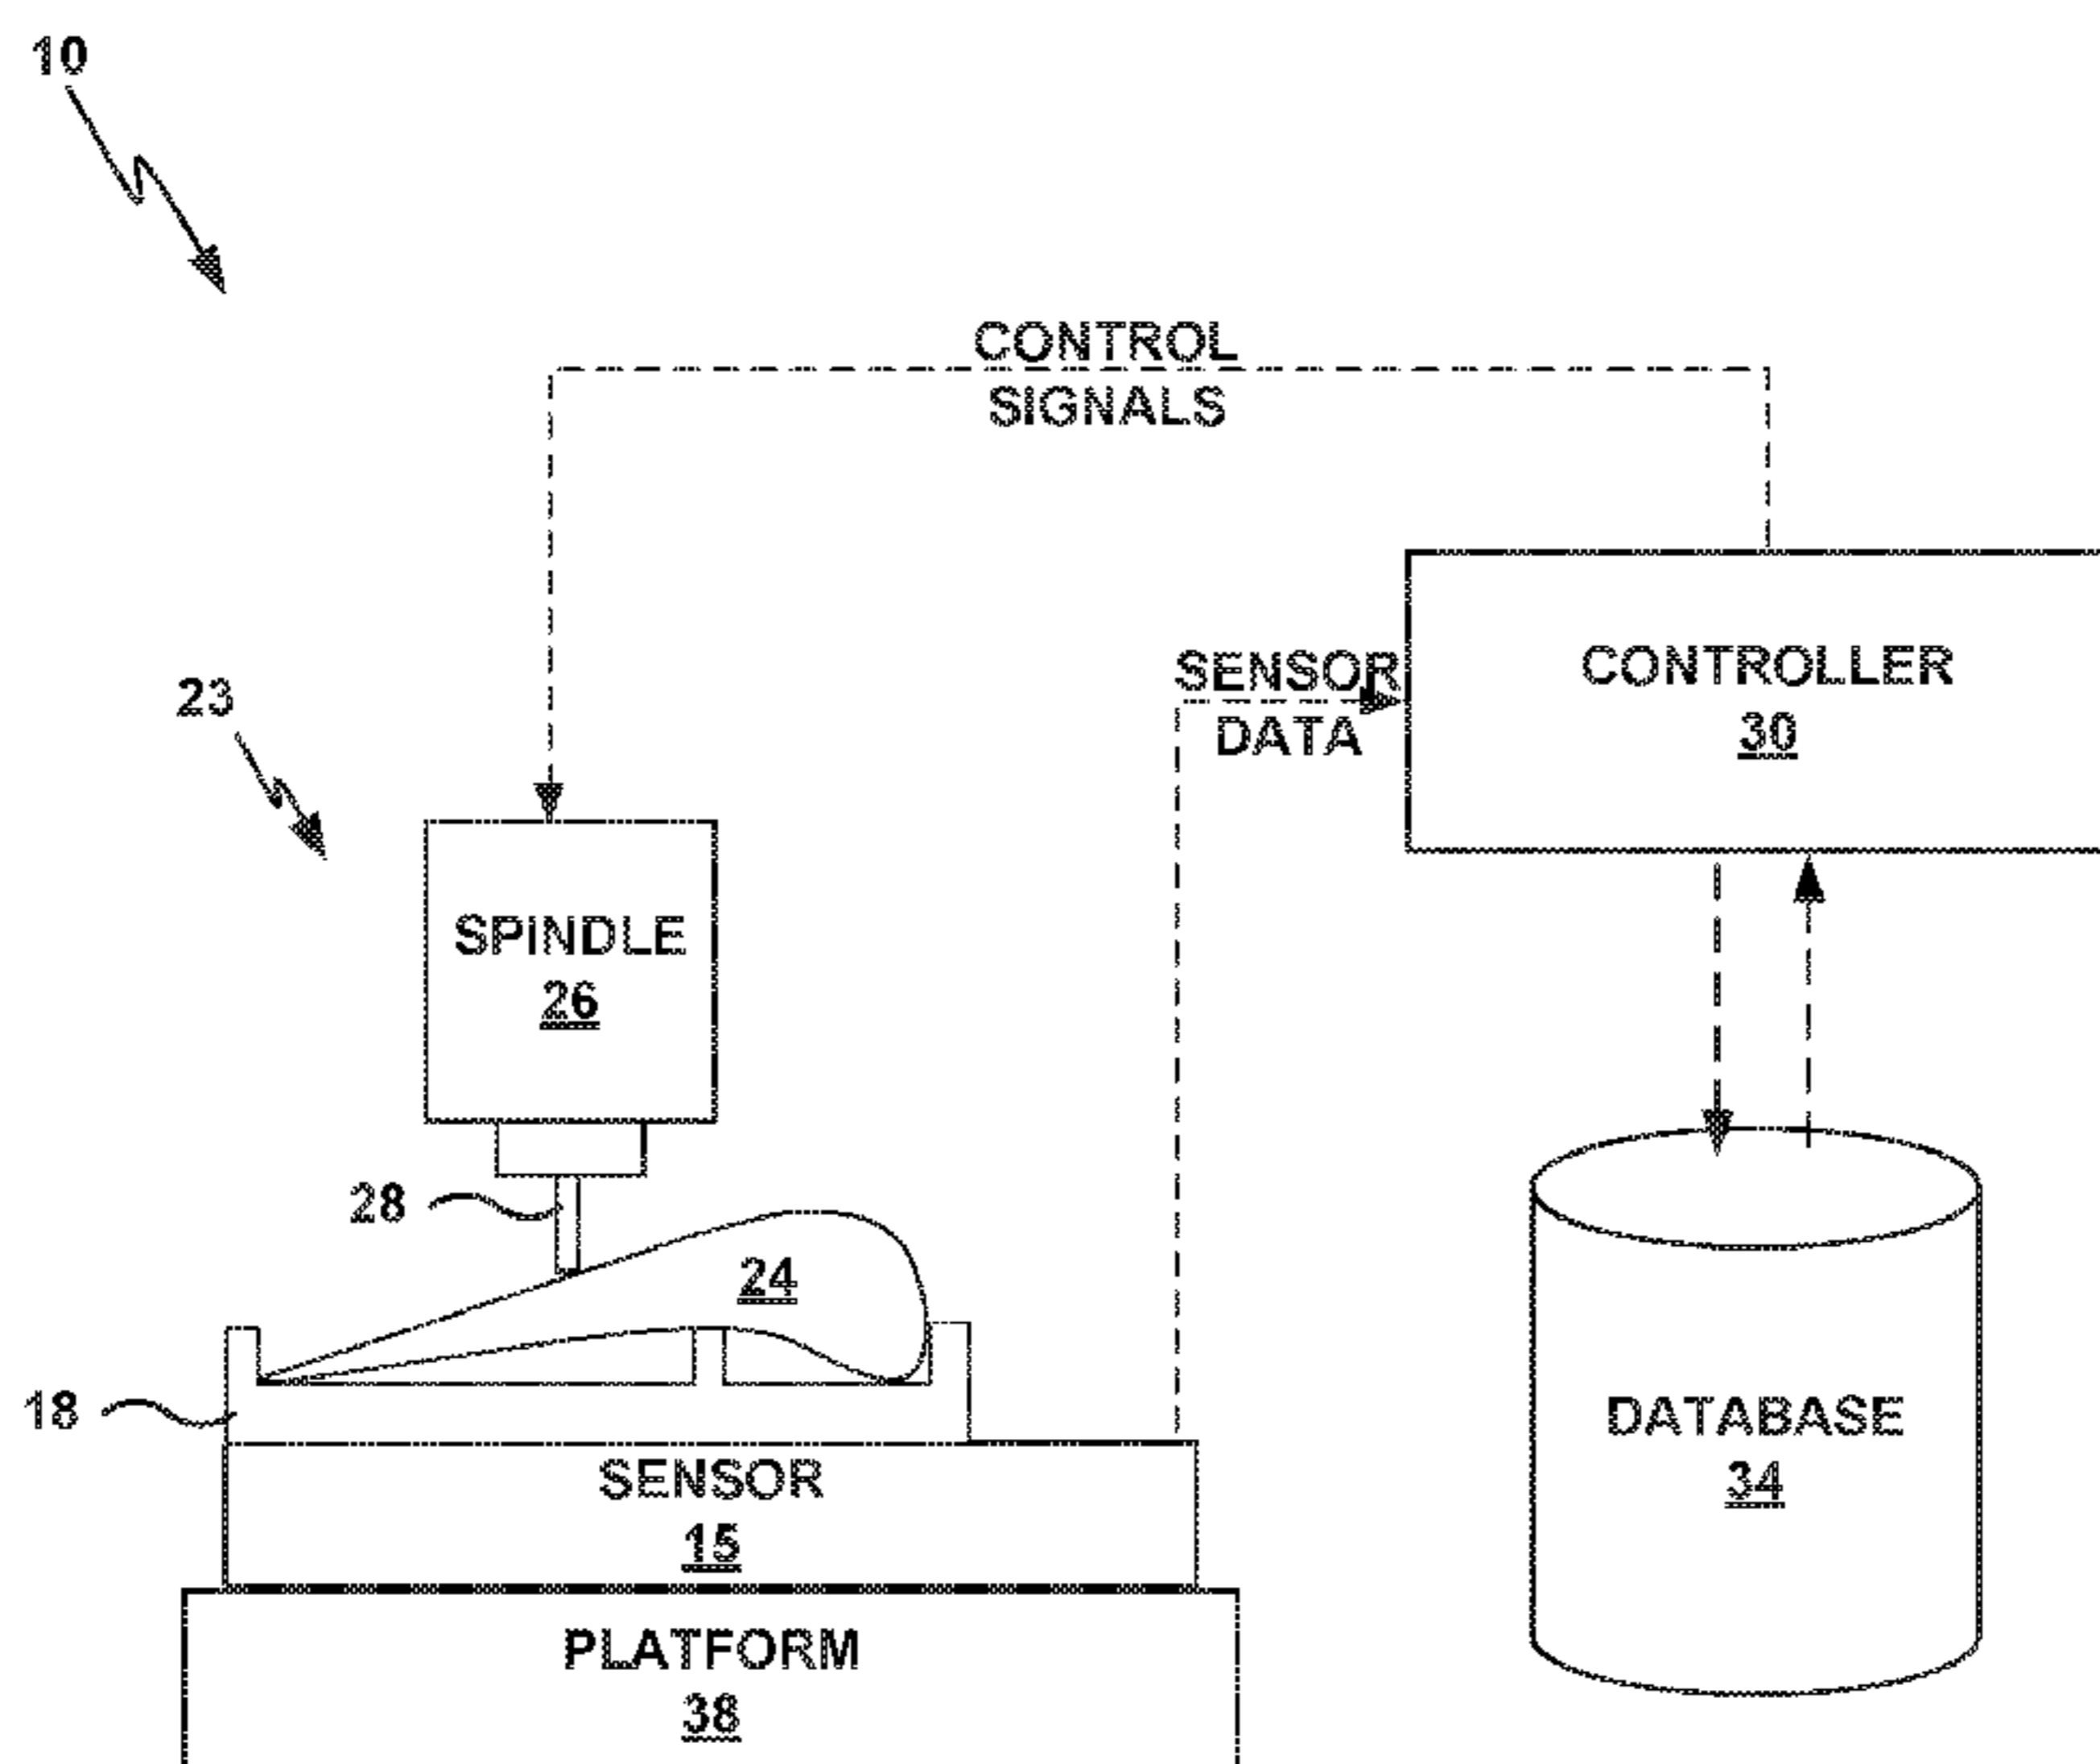 10
CONTROL
SIGNALS
SENSOR
DATA
CONTROLLER
30
23
SPINDLE
26
28
24
18
SENSOR
15
DATABASE
34
PLATFORM
38